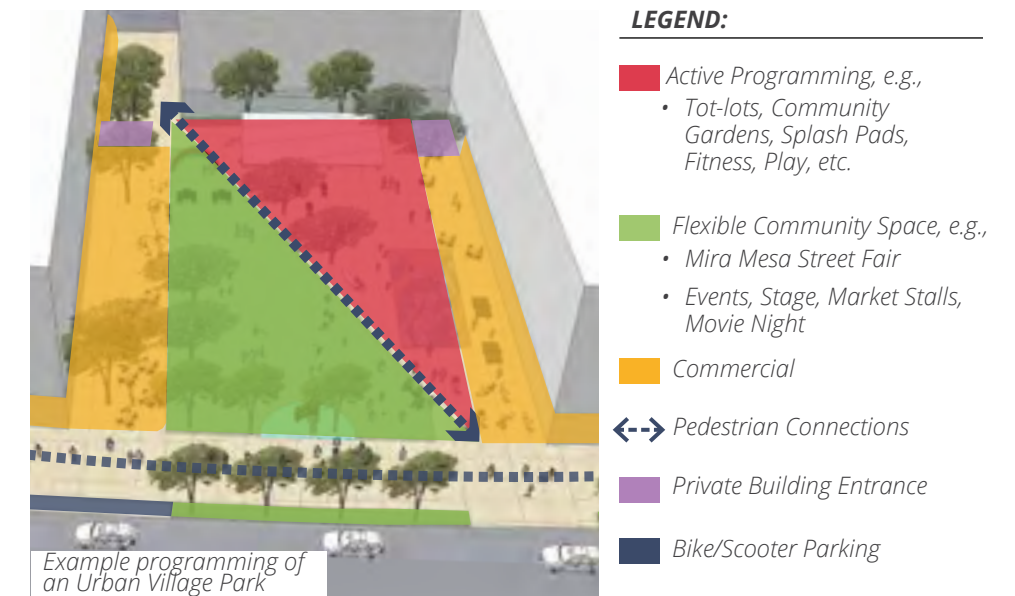 LEGEND:
Active Programming, e.g.,
• Tot-lots, Community
Gardens, Splash Pads,
Fitness, Play, etc.
Flexible Community Space, e.g.,
• Mira Mesa Street Fair
• Events, Stage, Market Stalls,
Movie Night
Commercial
Pedestrian Connections
Private Building Entrance
Bike/Scooter Parking
Example programming of
an Urban Village Park